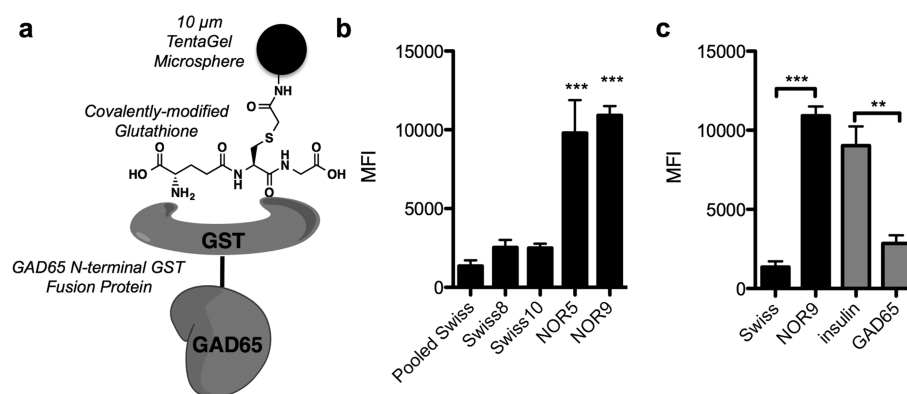 a
10 µm
TentaGel
Microsphere
Covalently-modified
Glutathione
NH
O
S
O
HO
NH2
O
N
H
H
N
O
O
OH
GST
GAD65 N-terminal GST
Fusion Protein
GAD65
b
15000
10000
5000
0
MFI
***
***
Pooled Swiss
Swiss8
Swiss10
NOR5
NOR9
c
15000
10000
5000
0
MFI
***
**
Swiss
NOR9
insulin
GAD65